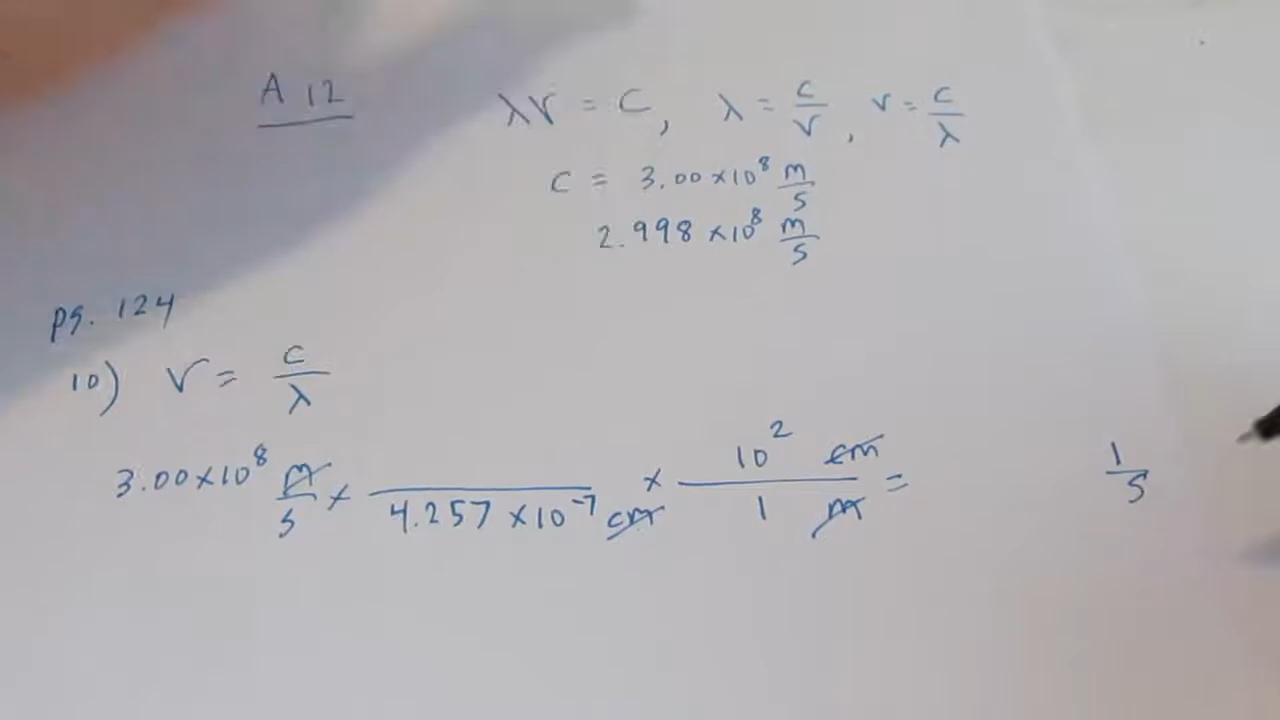 A 12
λν = C, λ = c/ν, ν = c/λ
C = 3.00 × 10⁸ m/s
2.998 × 10⁸ m/s
pg. 124
10) ν = c/λ
3.00 × 10⁸ m/s × /4.257 × 10⁻⁷ cm × 10² cm/1 m = 1/s